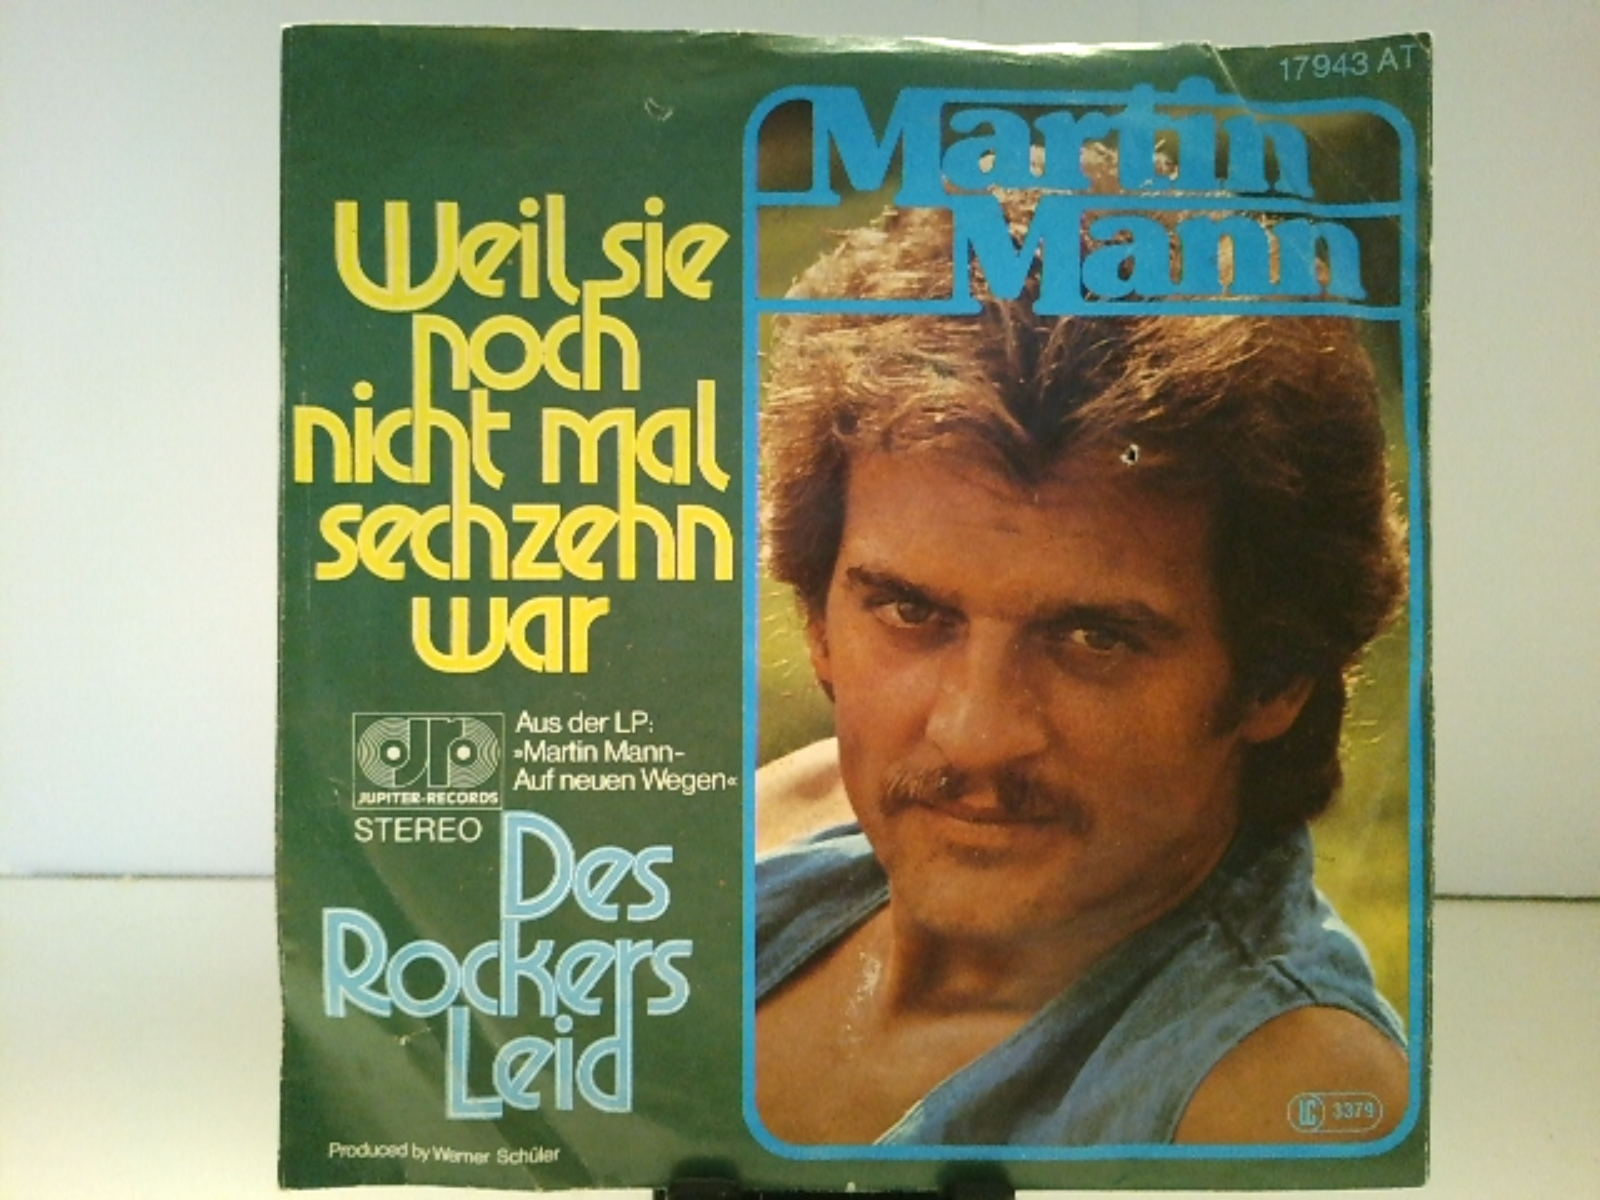 17943 AT
Martin
Mann
Weil sie
noch
nicht mal
sechzehn
war
JR
JUPITER-RECORDS
STEREO
Aus der LP:
»Martin Mann-
Auf neuen Wegen«
Des
Rockers
Leid
LC 3379
Produced by Werner Schüler